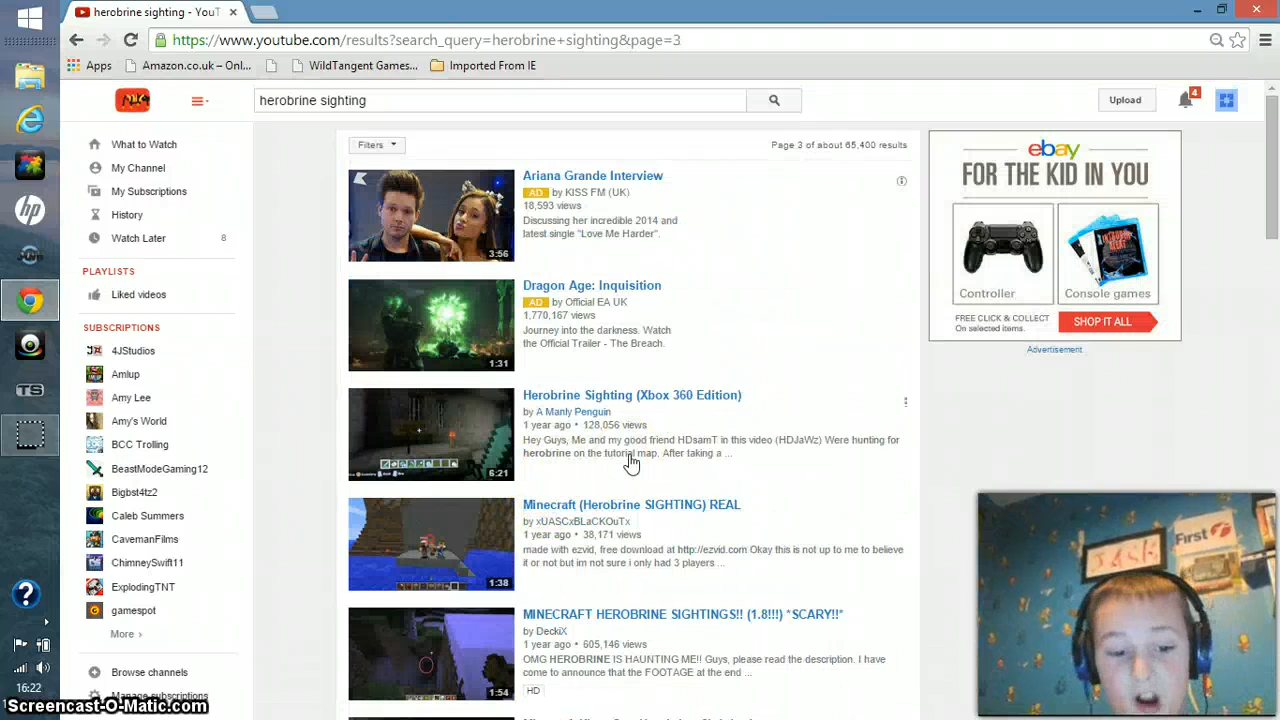 herobrine sighting - YouT
https://www.youtube.com/results?search_query=herobrine+sighting&page=3
Apps
Amazon.co.uk – Onl...
WildTangent Games...
Imported From IE
herobrine sighting
Upload
4
What to Watch
My Channel
My Subscriptions
History
Watch Later 8
PLAYLISTS
Liked videos
SUBSCRIPTIONS
4JStudios
Amlup
Amy Lee
Amy's World
BCC Trolling
BeastModeGaming12
Bigbst4tz2
Caleb Summers
CavemanFilms
ChimneySwift11
ExplodingTNT
gamespot
More ›
Browse channels
Manage subscriptions
Filters
Page 3 of about 65,400 results
Ariana Grande Interview
AD by KISS FM (UK)
18,593 views
Discussing her incredible 2014 and
latest single "Love Me Harder".
3:56
Dragon Age: Inquisition
AD by Official EA UK
1,770,167 views
Journey into the darkness. Watch
the Official Trailer - The Breach.
1:31
Herobrine Sighting (Xbox 360 Edition)
by A Manly Penguin
1 year ago • 128,056 views
Hey Guys, Me and my good friend HDsamT in this video (HDJaWz) Were hunting for
herobrine on the tutorial map. After taking a ...
6:21
Minecraft (Herobrine SIGHTING) REAL
by xUASCxBLaCKOuTx
1 year ago • 38,171 views
made with ezvid, free download at http://ezvid.com Okay this is not up to me to believe
it or not but im not sure i only had 3 players ...
1:38
MINECRAFT HEROBRINE SIGHTINGS!! (1.8!!!) *SCARY!!*
by DeckiX
1 year ago • 605,146 views
OMG HEROBRINE IS HAUNTING ME!! Guys, please read the description. I have
come to announce that the FOOTAGE at the end ...
HD
1:54
ebay
FOR THE KID IN YOU
Controller
Console games
FREE CLICK & COLLECT
On selected items.
SHOP IT ALL
Advertisement
First
hp
TS
16:22
Screencast-O-Matic.com